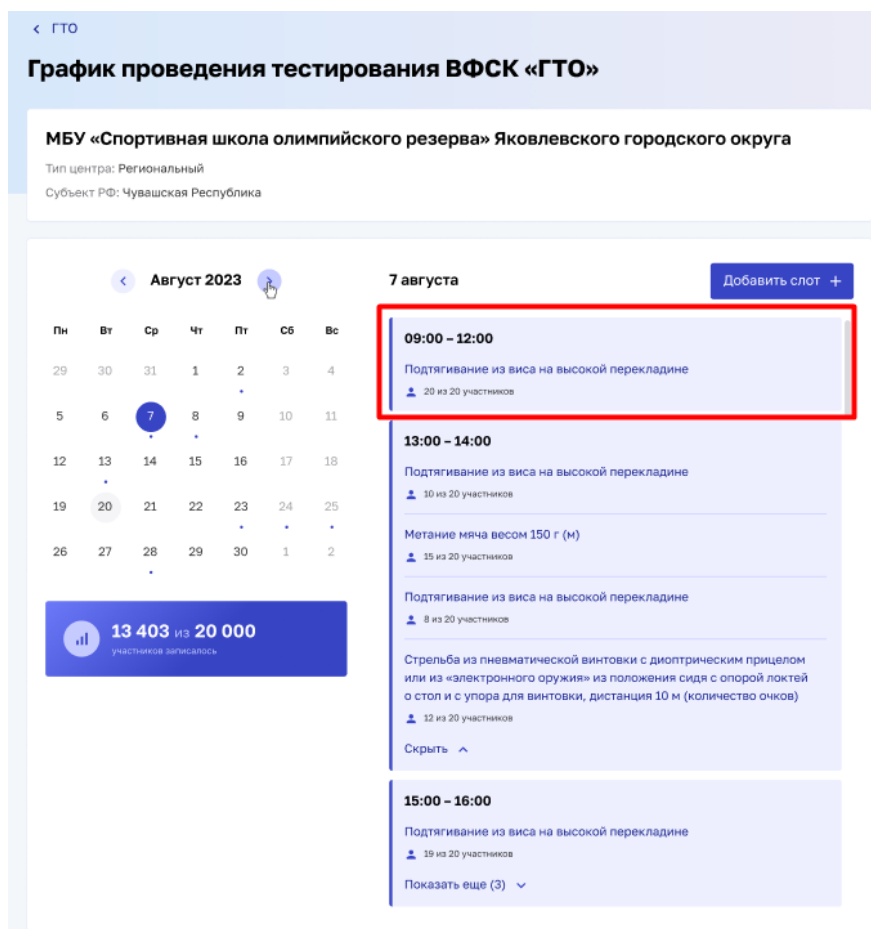 ГТО
График проведения тестирования ВФСК «ГТО»
МБУ «Спортивная школа олимпийского резерва» Яковлевского городского округа
Тип центра: Региональный
Субъект РФ: Чувашская Республика
Август 2023
Пн Вт Ср Чт Пт Сб Вс
29 30 31 1 2 3 4
5 6 7 8 9 10 11
12 13 14 15 16 17 18
19 20 21 22 23 24 25
26 27 28 29 30 1 2
13 403 из 20 000
участников записалось
7 августа
Добавить слот +
09:00 – 12:00
Подтягивание из виса на высокой перекладине
20 из 20 участников
13:00 – 14:00
Подтягивание из виса на высокой перекладине
10 из 20 участников
Метание мяча весом 150 г (м)
15 из 20 участников
Подтягивание из виса на высокой перекладине
8 из 20 участников
Стрельба из пневматической винтовки с диоптрическим прицелом
или из «электронного оружия» из положения сидя с опорой локтей
о стол и с упора для винтовки, дистанция 10 м (количество очков)
12 из 20 участников
Скрыть
15:00 – 16:00
Подтягивание из виса на высокой перекладине
19 из 20 участников
Показать еще (3)